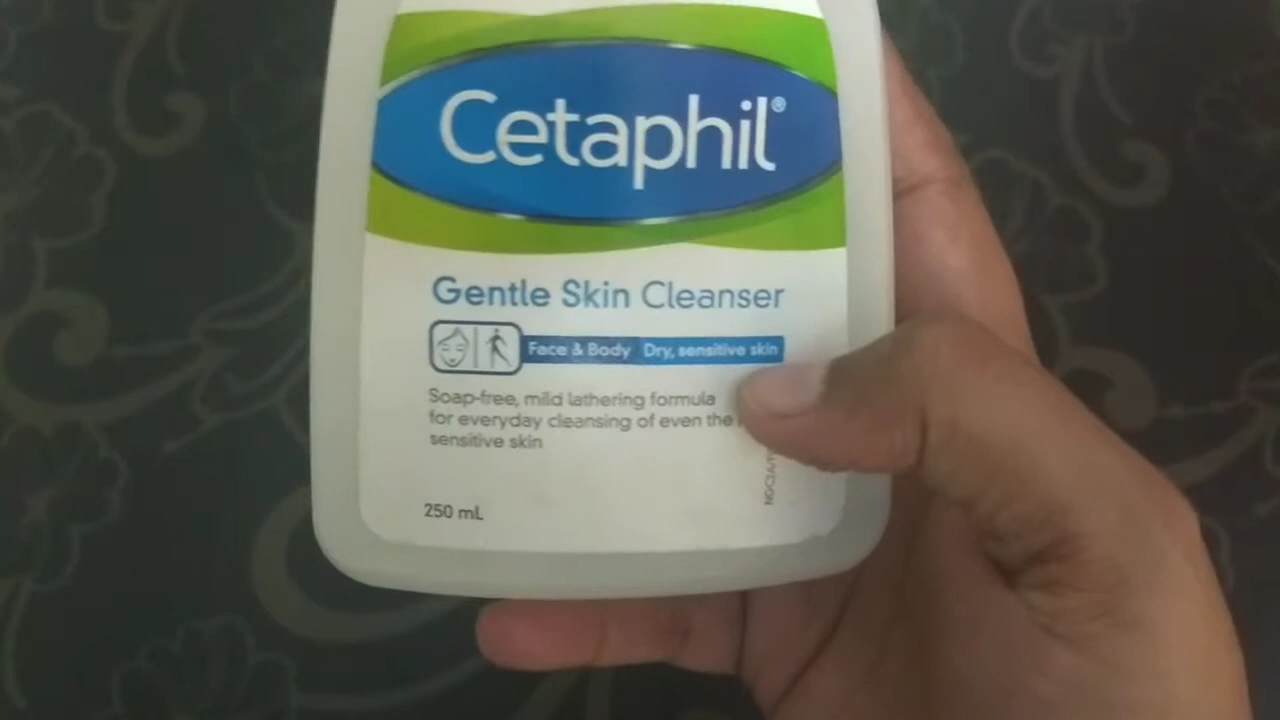 Cetaphil®
Gentle Skin Cleanser
Face & Body Dry, sensitive skin
Soap-free, mild lathering formula
for everyday cleansing of even the
sensitive skin
250 mL